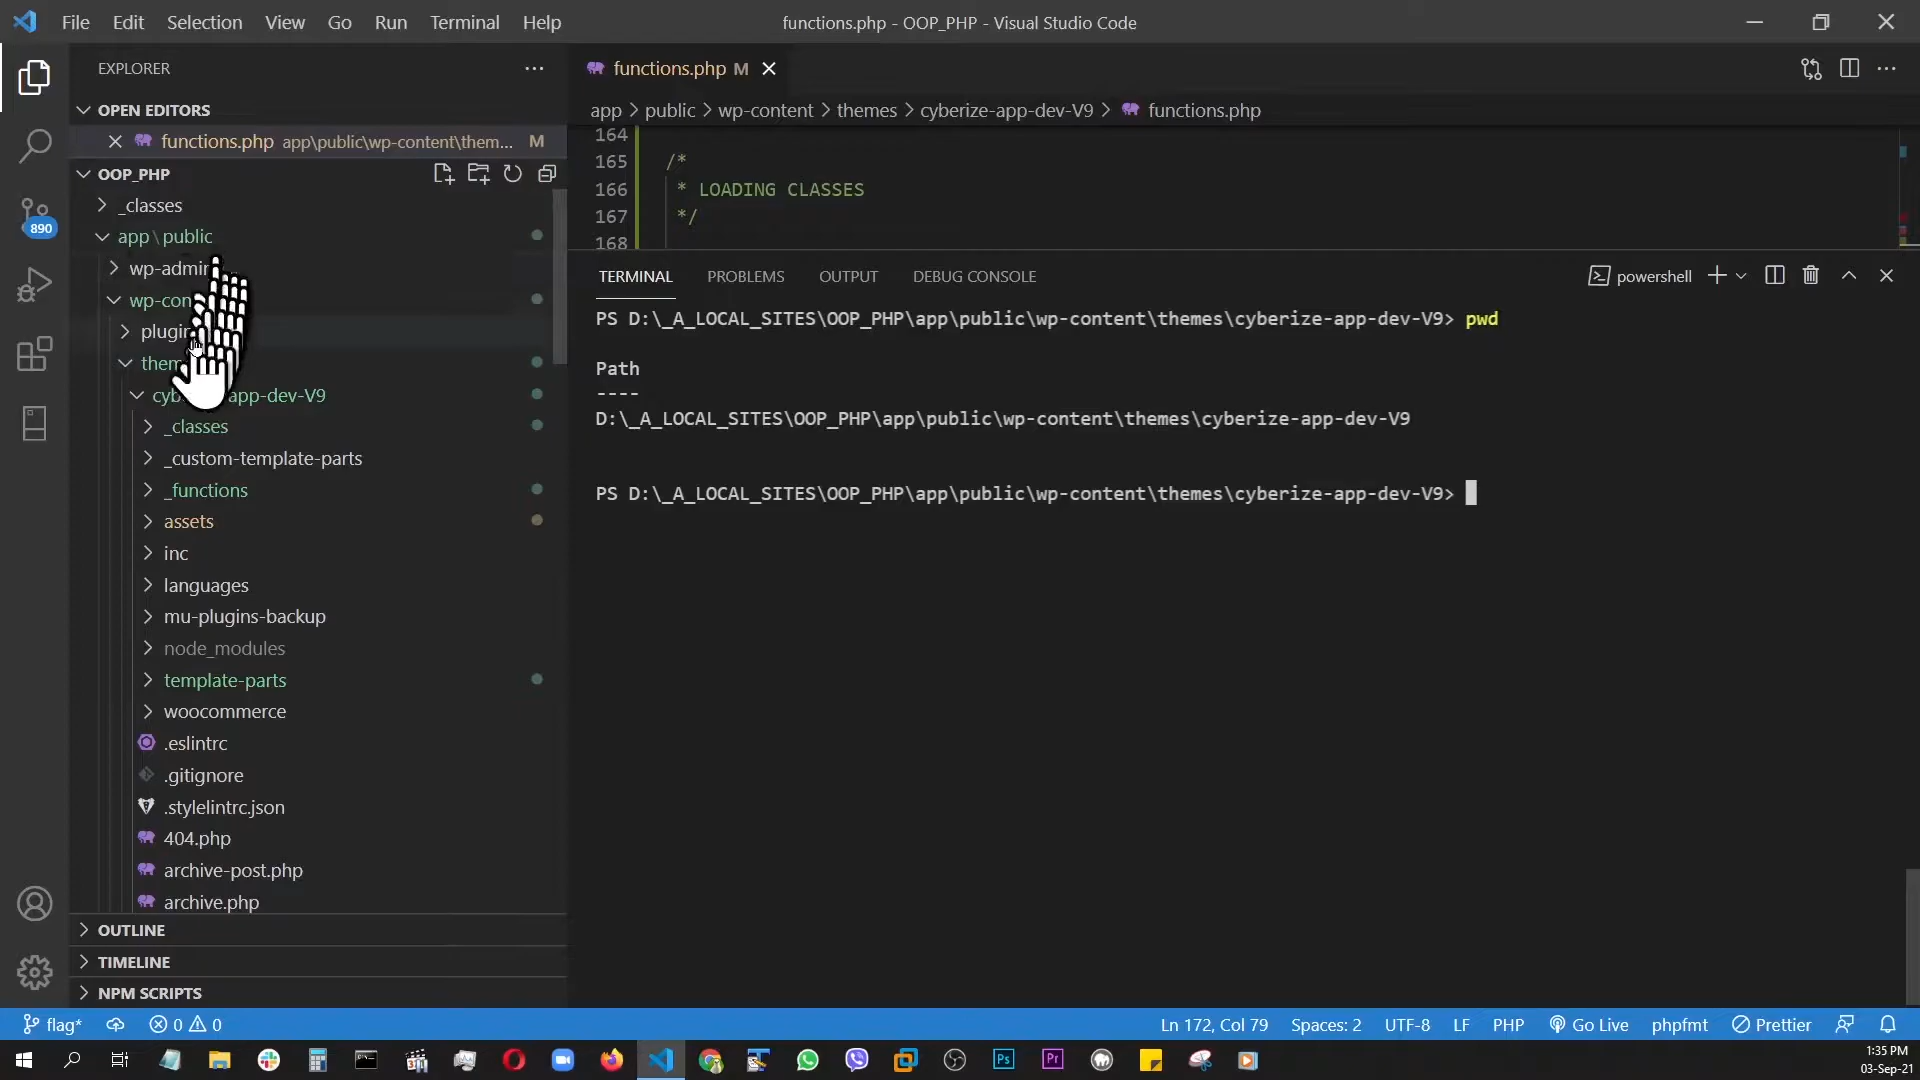 File Edit Selection View Go Run Terminal Help
functions.php - OOP_PHP - Visual Studio Code
EXPLORER
OPEN EDITORS
functions.php app\public\wp-content\them... M
OOP_PHP
_classes
app\public
wp-admin
wp-con
plugin
them
cyb app-dev-V9
_classes
_custom-template-parts
_functions
assets
inc
languages
mu-plugins-backup
node_modules
template-parts
woocommerce
.eslintrc
.gitignore
.stylelintrc.json
404.php
archive-post.php
archive.php
OUTLINE
TIMELINE
NPM SCRIPTS
890
functions.php M
app > public > wp-content > themes > cyberize-app-dev-V9 > functions.php
164
165 /*
166 * LOADING CLASSES
167 */
168
TERMINAL PROBLEMS OUTPUT DEBUG CONSOLE
powershell
PS D:\_A_LOCAL_SITES\OOP_PHP\app\public\wp-content\themes\cyberize-app-dev-V9> pwd
Path
----
D:\_A_LOCAL_SITES\OOP_PHP\app\public\wp-content\themes\cyberize-app-dev-V9
PS D:\_A_LOCAL_SITES\OOP_PHP\app\public\wp-content\themes\cyberize-app-dev-V9>
flag* 0 0
Ln 172, Col 79 Spaces: 2 UTF-8 LF PHP Go Live phpfmt Prettier
Ps Pr
1:35 PM
03-Sep-21